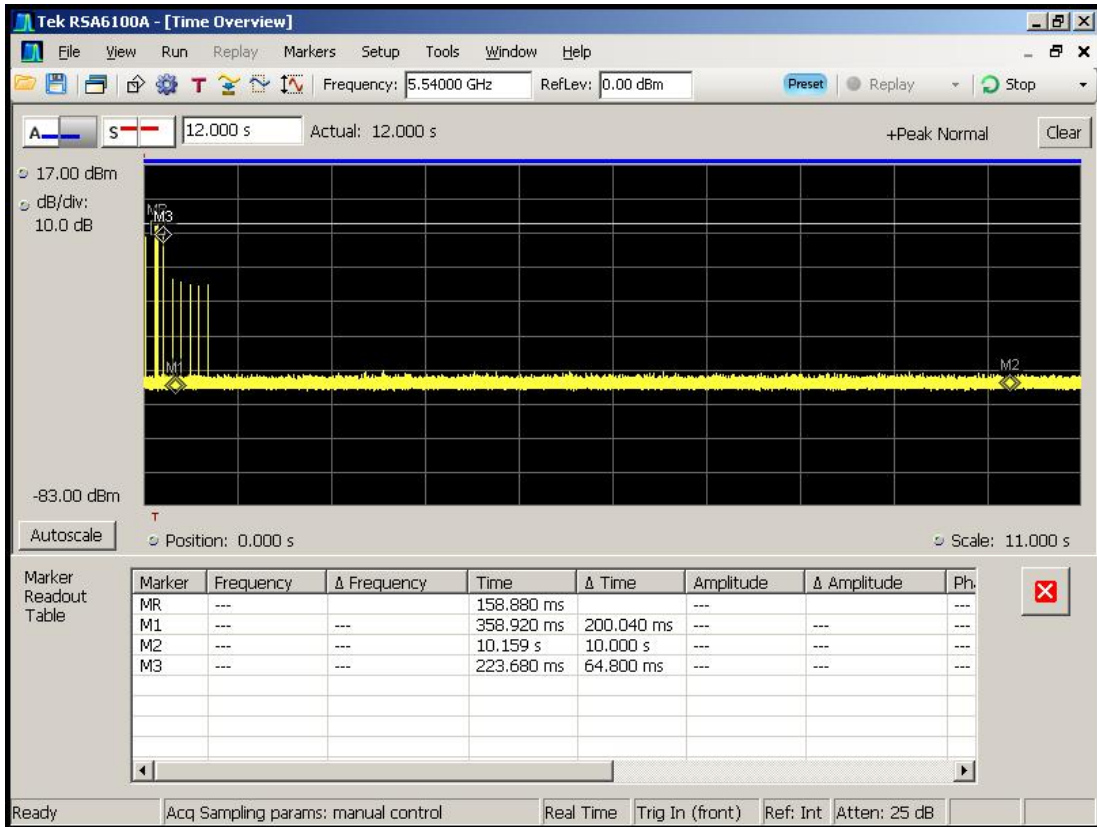 Tek RSA6100A - [Time Overview]
File View Run Replay Markers Setup Tools Window Help
T Frequency: 5.54000 GHz RefLev: 0.00 dBm Preset Replay Stop
A S 12.000 s Actual: 12.000 s +Peak Normal Clear
17.00 dBm
dB/div:
10.0 dB
MR
M3
M1
M2
-83.00 dBm
T
Autoscale Position: 0.000 s Scale: 11.000 s
Marker Readout Table
Marker Frequency Δ Frequency Time Δ Time Amplitude Δ Amplitude Ph
MR --- 158.880 ms --- ---
M1 --- --- 358.920 ms 200.040 ms --- --- ---
M2 --- --- 10.159 s 10.000 s --- --- ---
M3 --- --- 223.680 ms 64.800 ms --- --- ---
Ready Acq Sampling params: manual control Real Time Trig In (front) Ref: Int Atten: 25 dB